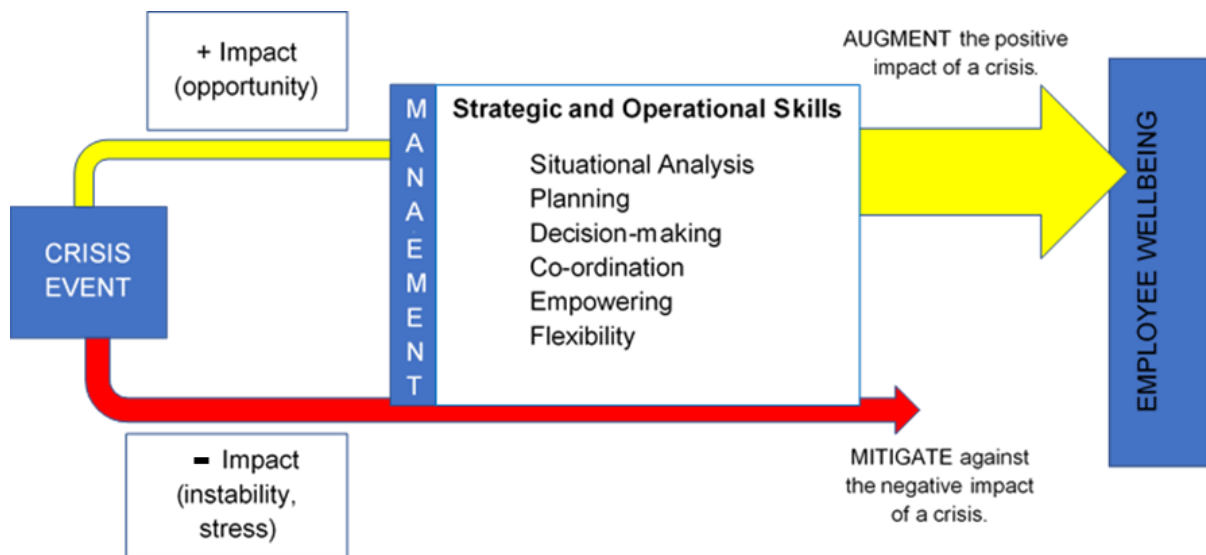 + Impact
(opportunity)
AUGMENT the positive
impact of a crisis.
MANAEMENT
Strategic and Operational Skills
Situational Analysis
Planning
Decision-making
Co-ordination
Empowering
Flexibility
CRISIS
EVENT
EMPLOYEE WELLBEING
- Impact
(instability,
stress)
MITIGATE against
the negative impact
of a crisis.